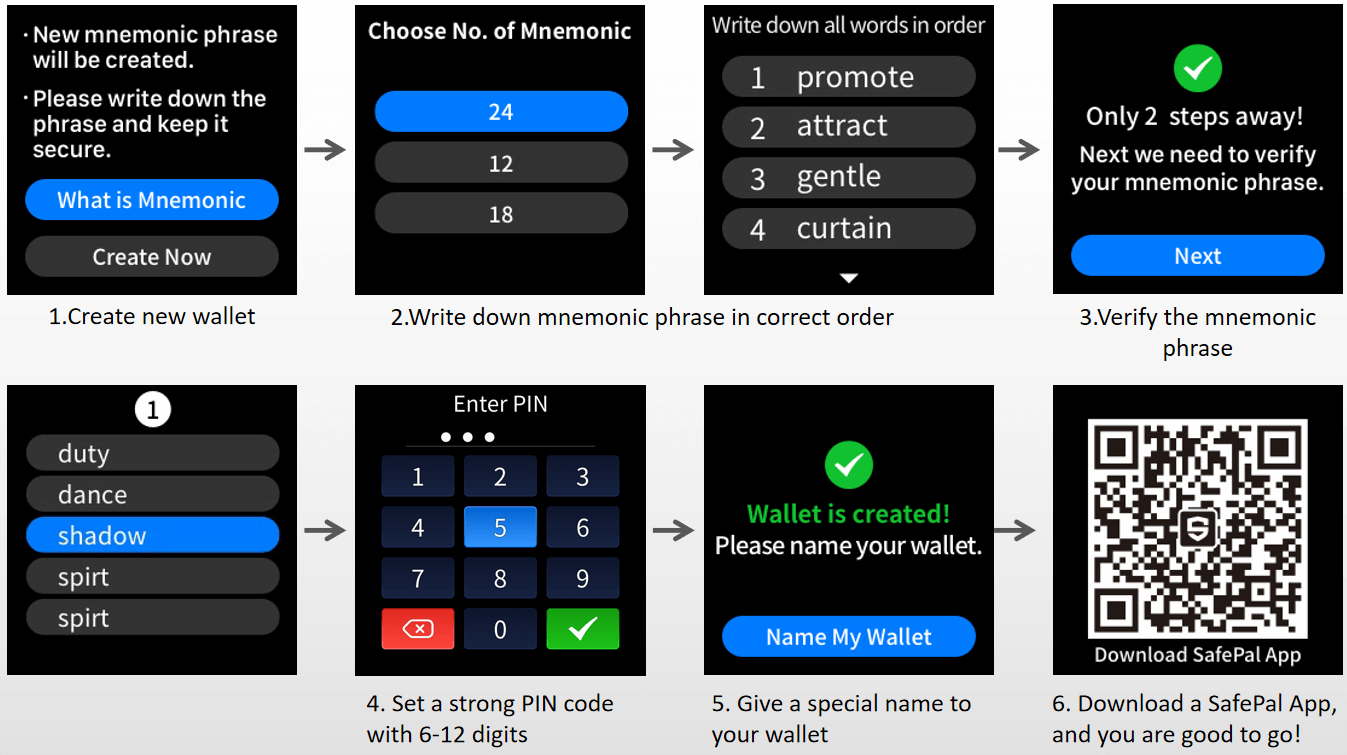 · New mnemonic phrase
will be created.
· Please write down the
phrase and keep it
secure.
What is Mnemonic
Create Now
1.Create new wallet
Choose No. of Mnemonic
24
12
18
Write down all words in order
1 promote
2 attract
3 gentle
4 curtain
2.Write down mnemonic phrase in correct order
Only 2 steps away!
Next we need to verify
your mnemonic phrase.
Next
3.Verify the mnemonic
phrase
1
duty
dance
shadow
spirt
spirt
Enter PIN
1 2 3
4 5 6
7 8 9
0
4. Set a strong PIN code
with 6-12 digits
Wallet is created!
Please name your wallet.
Name My Wallet
5. Give a special name to
your wallet
Download SafePal App
6. Download a SafePal App,
and you are good to go!